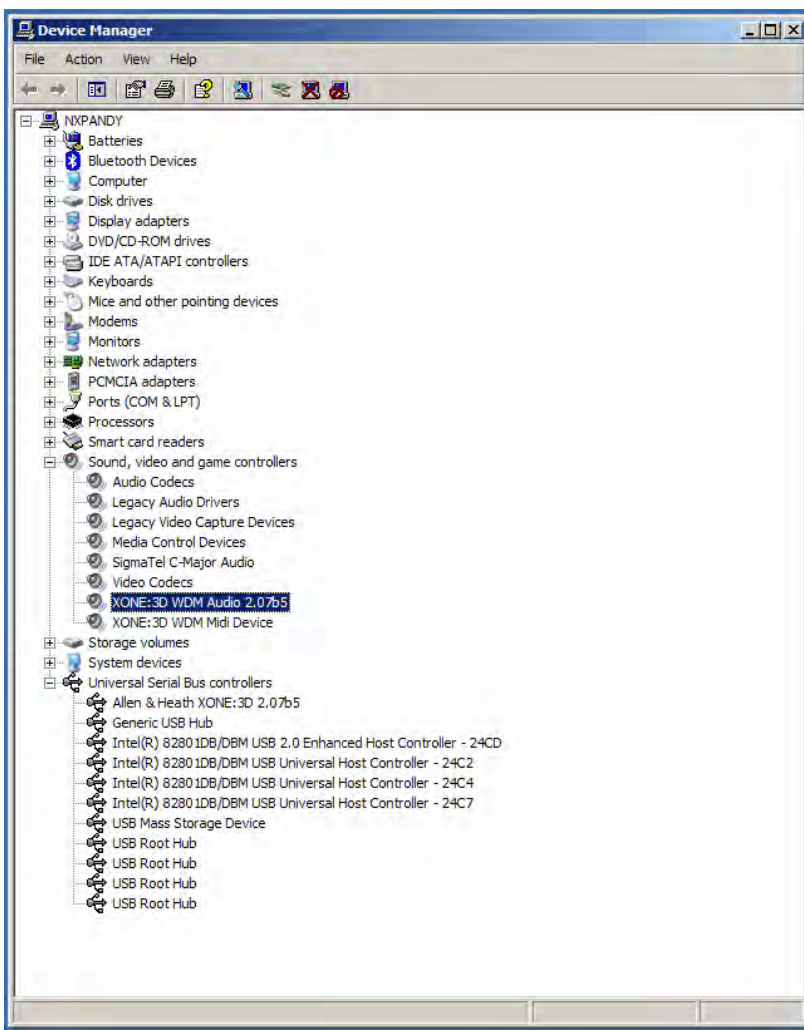 Device Manager
File Action View Help
NXPANDY
Batteries
Bluetooth Devices
Computer
Disk drives
Display adapters
DVD/CD-ROM drives
IDE ATA/ATAPI controllers
Keyboards
Mice and other pointing devices
Modems
Monitors
Network adapters
PCMCIA adapters
Ports (COM & LPT)
Processors
Smart card readers
Sound, video and game controllers
Audio Codecs
Legacy Audio Drivers
Legacy Video Capture Devices
Media Control Devices
SigmaTel C-Major Audio
Video Codecs
XONE:3D WDM Audio 2.07b5
XONE:3D WDM Midi Device
Storage volumes
System devices
Universal Serial Bus controllers
Allen & Heath XONE:3D 2.07b5
Generic USB Hub
Intel(R) 82801DB/DBM USB 2.0 Enhanced Host Controller - 24CD
Intel(R) 82801DB/DBM USB Universal Host Controller - 24C2
Intel(R) 82801DB/DBM USB Universal Host Controller - 24C4
Intel(R) 82801DB/DBM USB Universal Host Controller - 24C7
USB Mass Storage Device
USB Root Hub
USB Root Hub
USB Root Hub
USB Root Hub